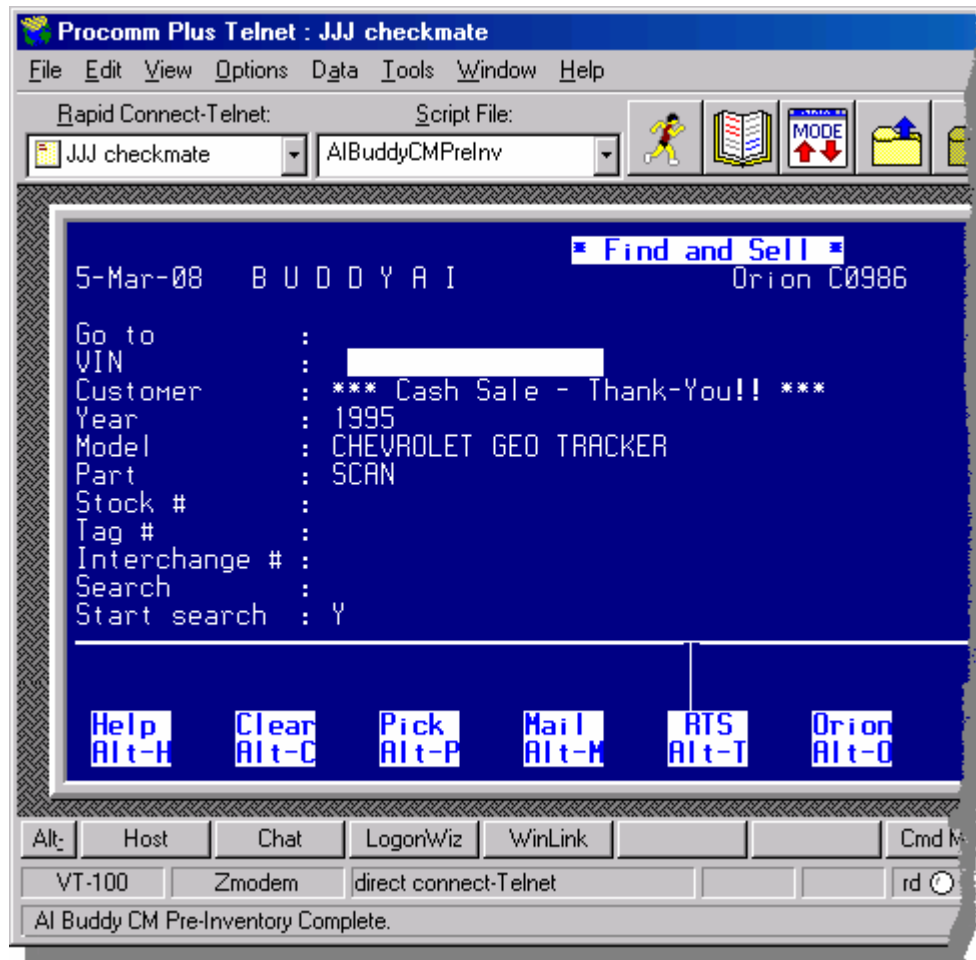 Procomm Plus Telnet : JJJ checkmate
File Edit View Options Data Tools Window Help
Rapid Connect-Telnet: Script File:
JJJ checkmate AIBuddyCMPreInv MODE
* Find and Sell *
5-Mar-08 B U D D Y A I Orion C0986
Go to :
VIN :
Customer : *** Cash Sale - Thank-You!! ***
Year : 1995
Model : CHEVROLET GEO TRACKER
Part : SCAN
Stock # :
Tag # :
Interchange # :
Search :
Start search : Y
Help Clear Pick Mail RTS Orion
Alt-H Alt-C Alt-P Alt-M Alt-T Alt-O
Alt- Host Chat LogonWiz WinLink Cmd
VT-100 Zmodem direct connect-Telnet rd
AI Buddy CM Pre-Inventory Complete.